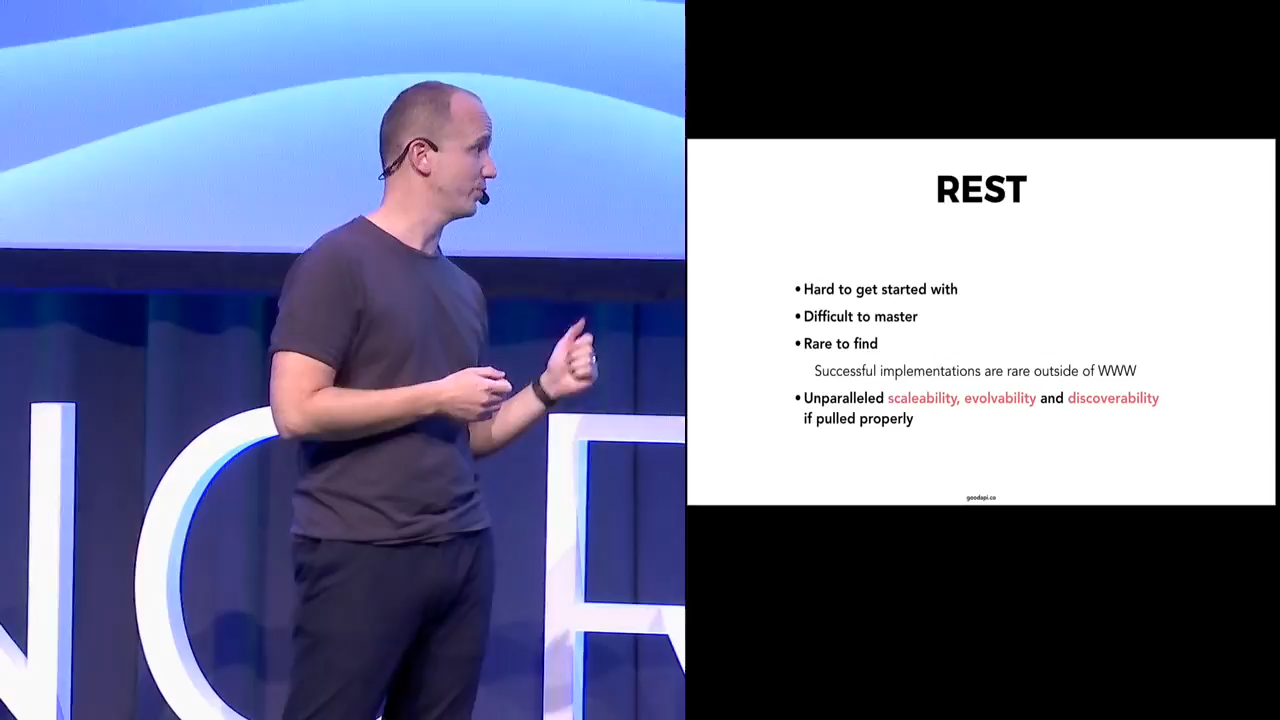 NOR
REST
• Hard to get started with
• Difficult to master
• Rare to find
Successful implementations are rare outside of WWW
• Unparalleled scaleability, evolvability and discoverability
if pulled properly
goodapi.co